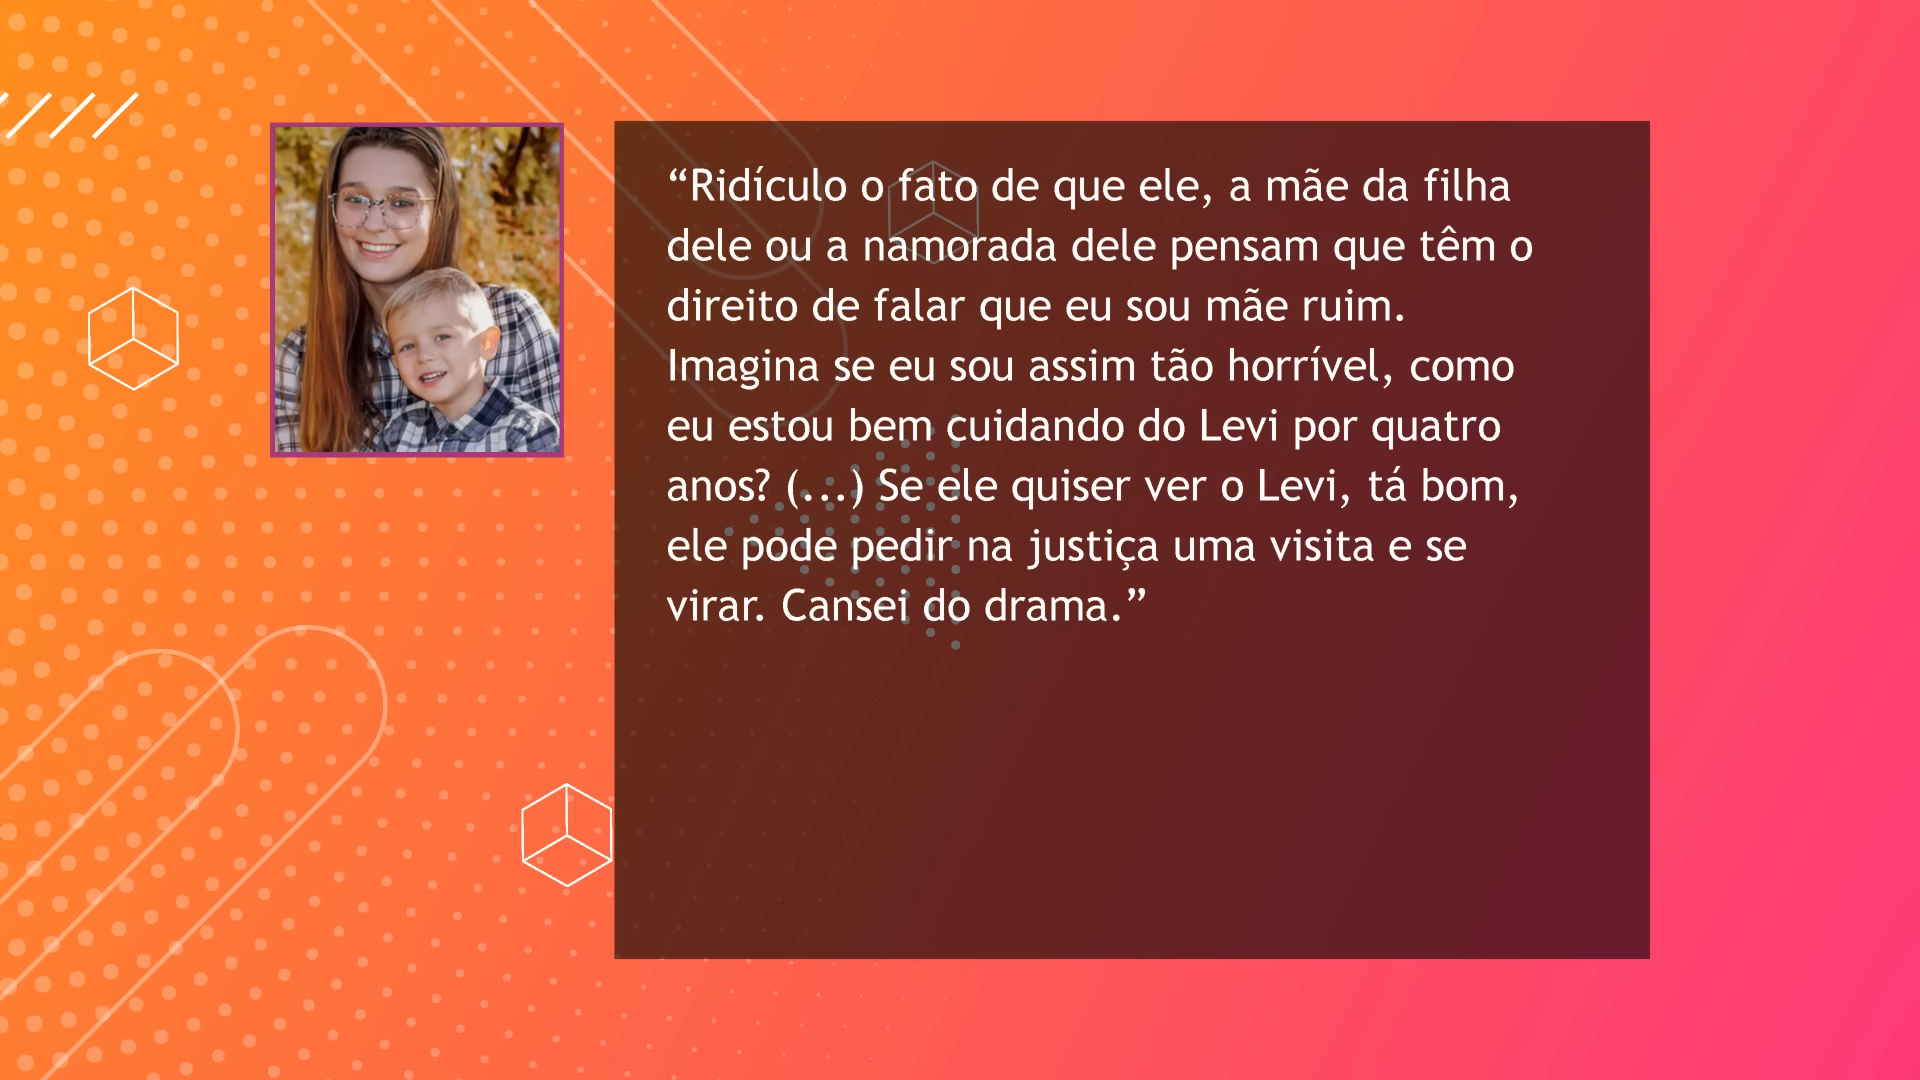 “Ridículo o fato de que ele, a mãe da filha
dele ou a namorada dele pensam que têm o
direito de falar que eu sou mãe ruim.
Imagina se eu sou assim tão horrível, como
eu estou bem cuidando do Levi por quatro
anos? (...) Se ele quiser ver o Levi, tá bom,
ele pode pedir na justiça uma visita e se
virar. Cansei do drama.”